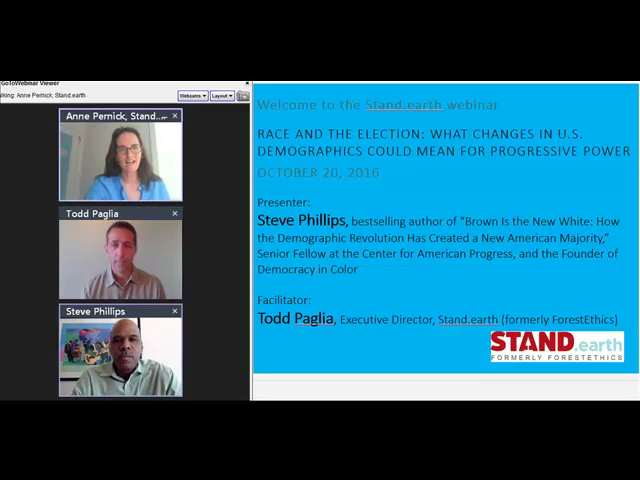 GoToWebinar Viewer
lking: Anne Pernick, Stand.earth
Webcams
Layout
Anne Pernick, Stand...
Todd Paglia
Steve Phillips
Welcome to the Stand.earth webinar
RACE AND THE ELECTION: WHAT CHANGES IN U.S.
DEMOGRAPHICS COULD MEAN FOR PROGRESSIVE POWER
OCTOBER 20, 2016
Presenter:
Steve Phillips, bestselling author of "Brown Is the New White: How
the Demographic Revolution Has Created a New American Majority,"
Senior Fellow at the Center for American Progress, and the Founder of
Democracy in Color
Facilitator:
Todd Paglia, Executive Director, Stand.earth (formerly ForestEthics)
STAND.earth
FORMERLY FORESTETHICS